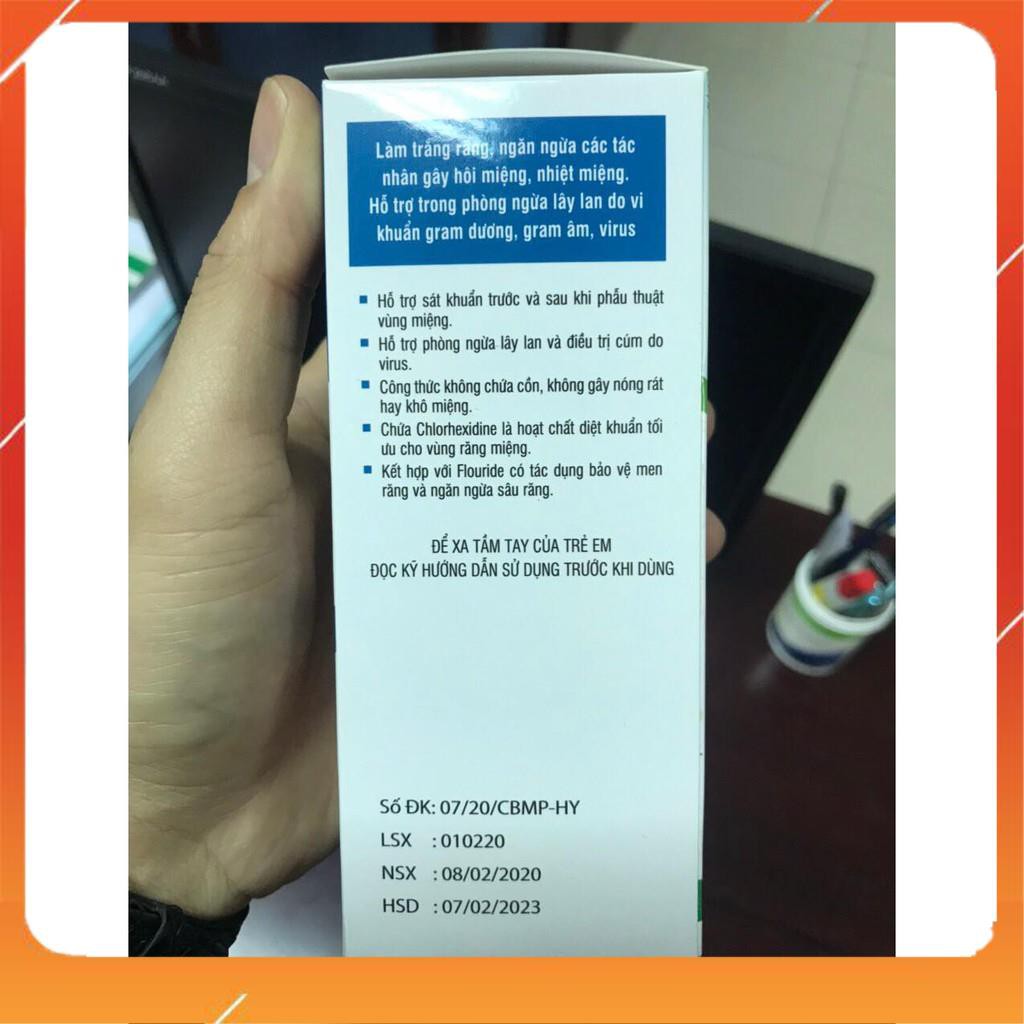 Làm trắng răng, ngăn ngừa các tác
nhân gây hôi miệng, nhiệt miệng.
Hỗ trợ trong phòng ngừa lây lan do vi
khuẩn gram dương, gram âm, virus
Hỗ trợ sát khuẩn trước và sau khi phẫu thuật
vùng miệng.
Hỗ trợ phòng ngừa lây lan và điều trị cúm do
virus.
Công thức không chứa cồn, không gây nóng rát
hay khô miệng.
Chứa Chlorhexidine là hoạt chất diệt khuẩn tối
ưu cho vùng răng miệng.
Kết hợp với Flouride có tác dụng bảo vệ men
răng và ngăn ngừa sâu răng.
ĐỂ XA TẦM TAY CỦA TRẺ EM
ĐỌC KỸ HƯỚNG DẪN SỬ DỤNG TRƯỚC KHI DÙNG
Số ĐK: 07/20/CBMP-HY
LSX : 010220
NSX : 08/02/2020
HSD : 07/02/2023